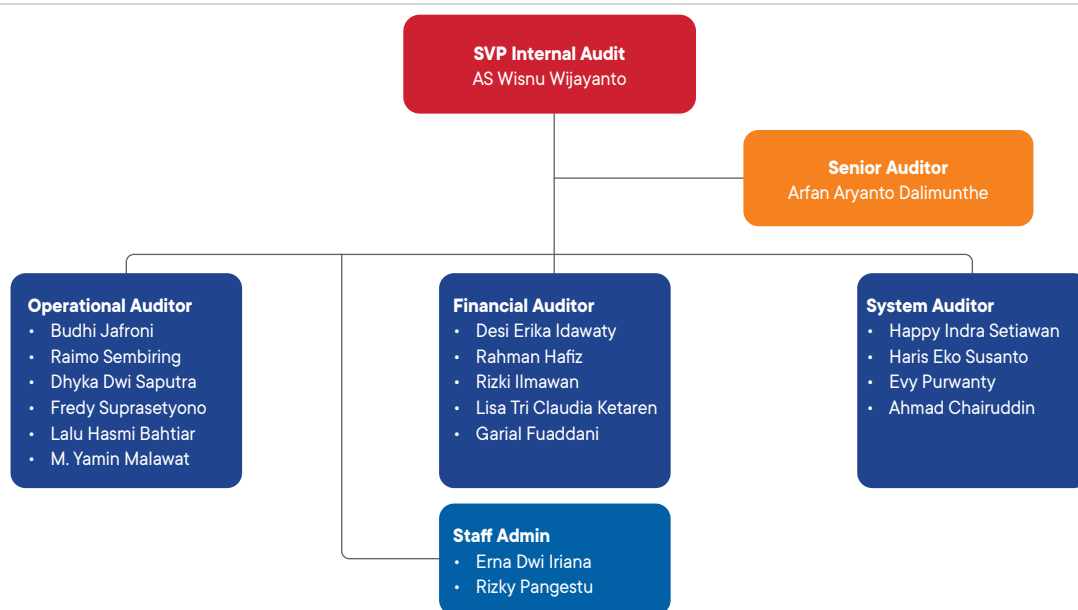 SVP Internal Audit
AS Wisnu Wijayanto
Senior Auditor
Arfan Aryanto Dalimunthe
Operational Auditor
• Budhi Jafroni
• Raimo Sembiring
• Dhyka Dwi Saputra
• Fredy Suprasetyono
• Lalu Hasmi Bahtiar
• M. Yamin Malawat
Financial Auditor
• Desi Erika Idawaty
• Rahman Hafiz
• Rizki Ilmawan
• Lisa Tri Claudia Ketaren
• Garial Fuaddani
System Auditor
• Happy Indra Setiawan
• Haris Eko Susanto
• Evy Purwanty
• Ahmad Chairuddin
Staff Admin
• Erna Dwi Iriana
• Rizky Pangestu